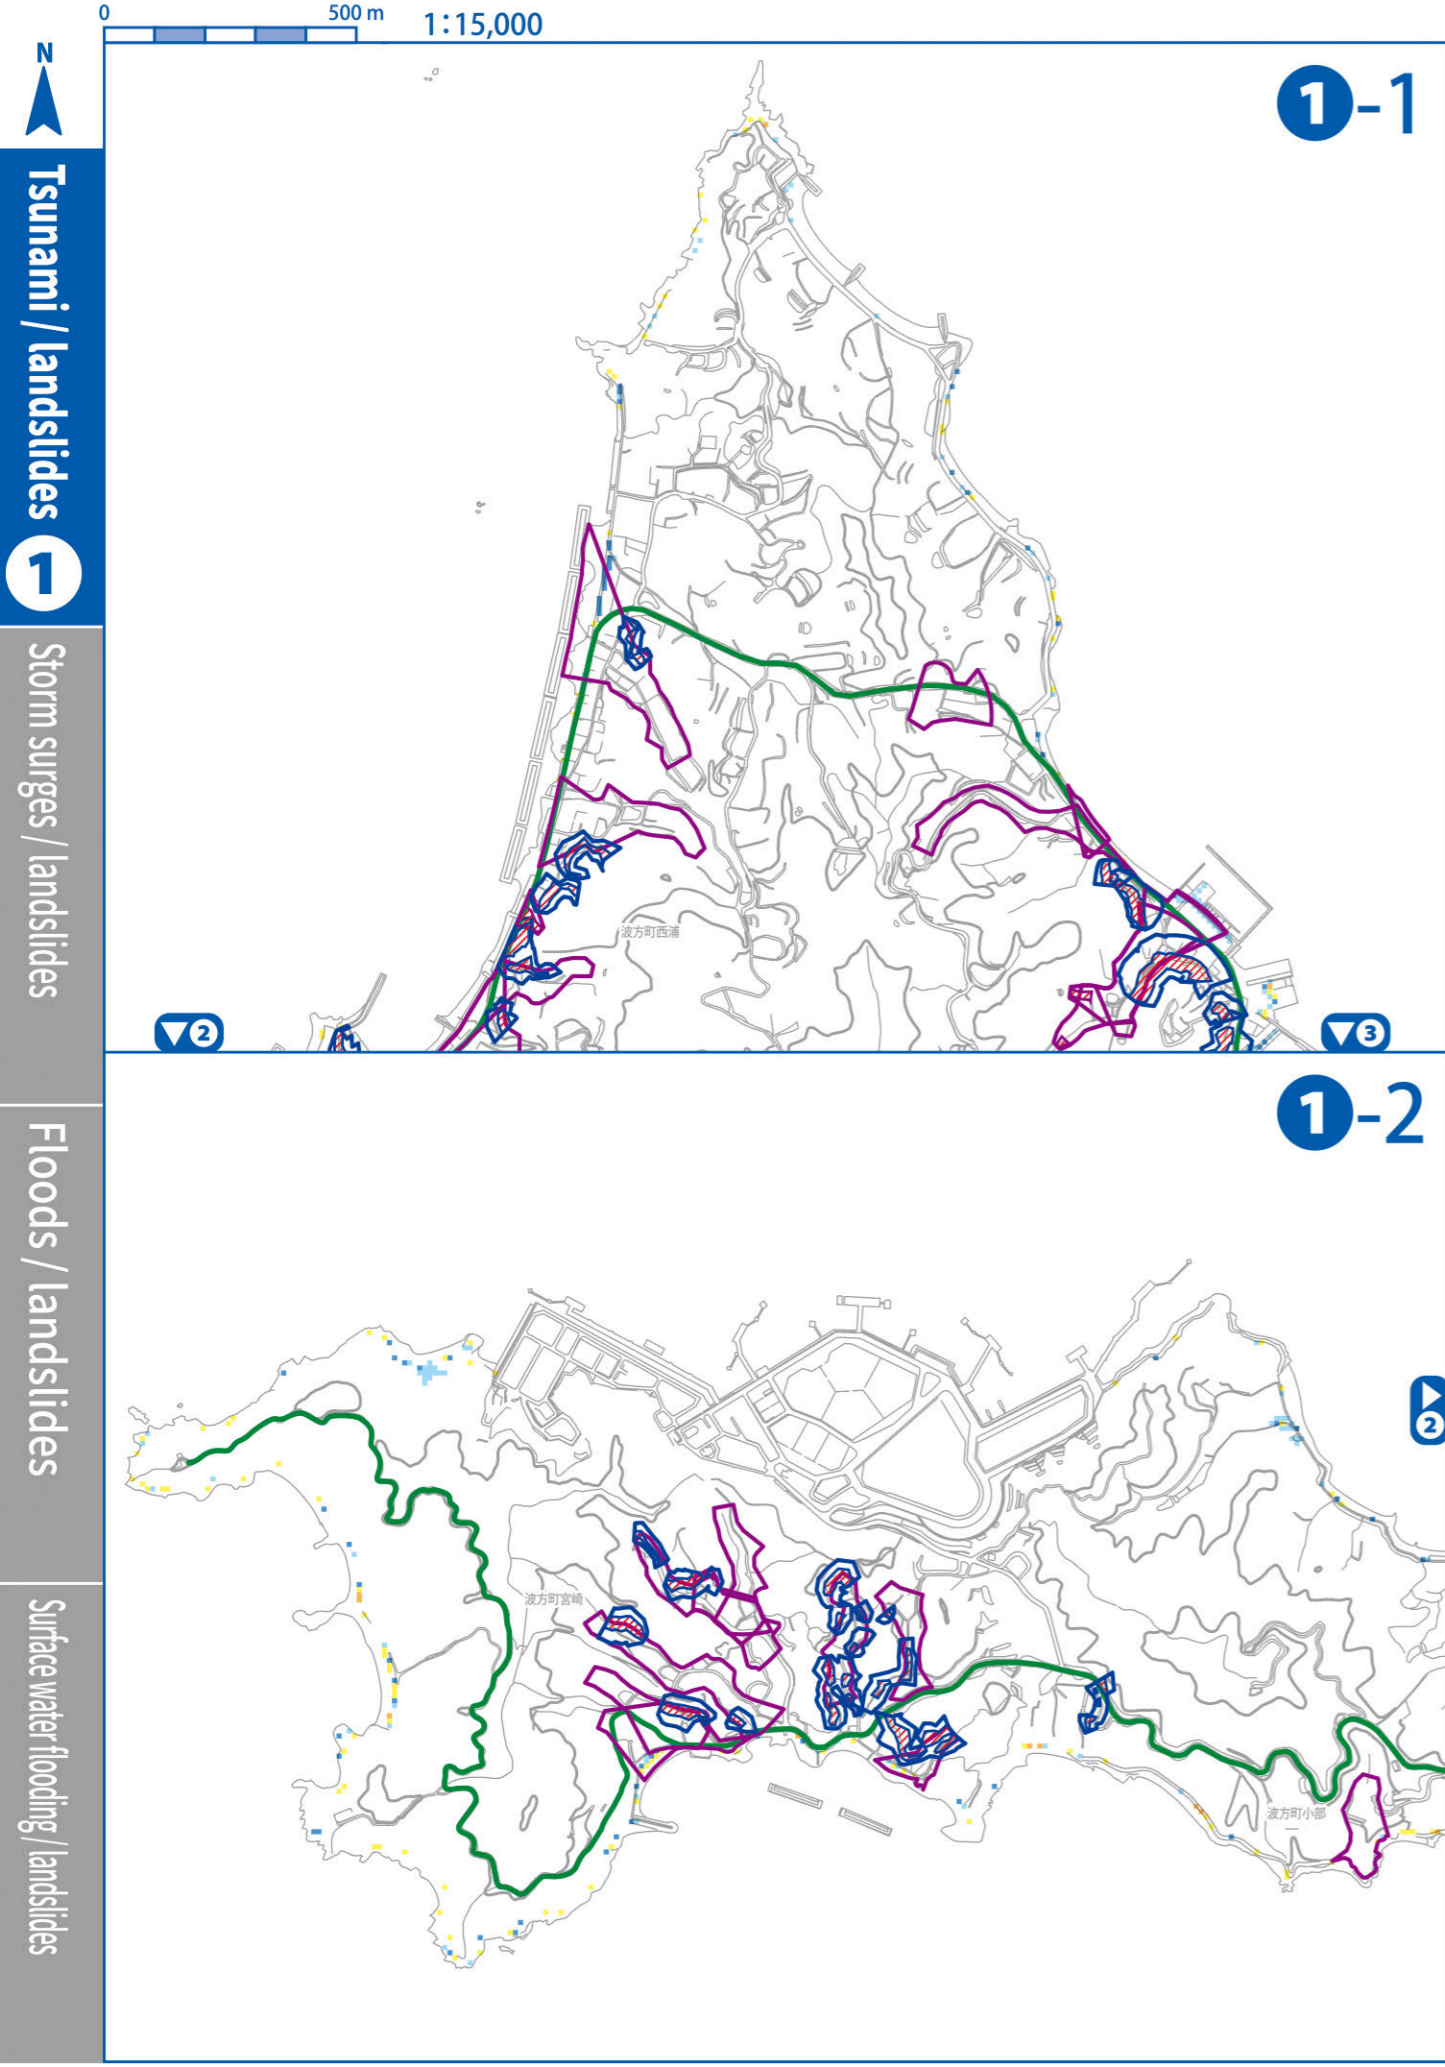 0 500 m 1:15,000
N
1-1
Tsunami / landslides 1
Storm surges / landslides
Floods / landslides
Surface water flooding / landslides
波方町西浦
▼2
▼3
1-2
▶2
波方町宮崎
波方町小部